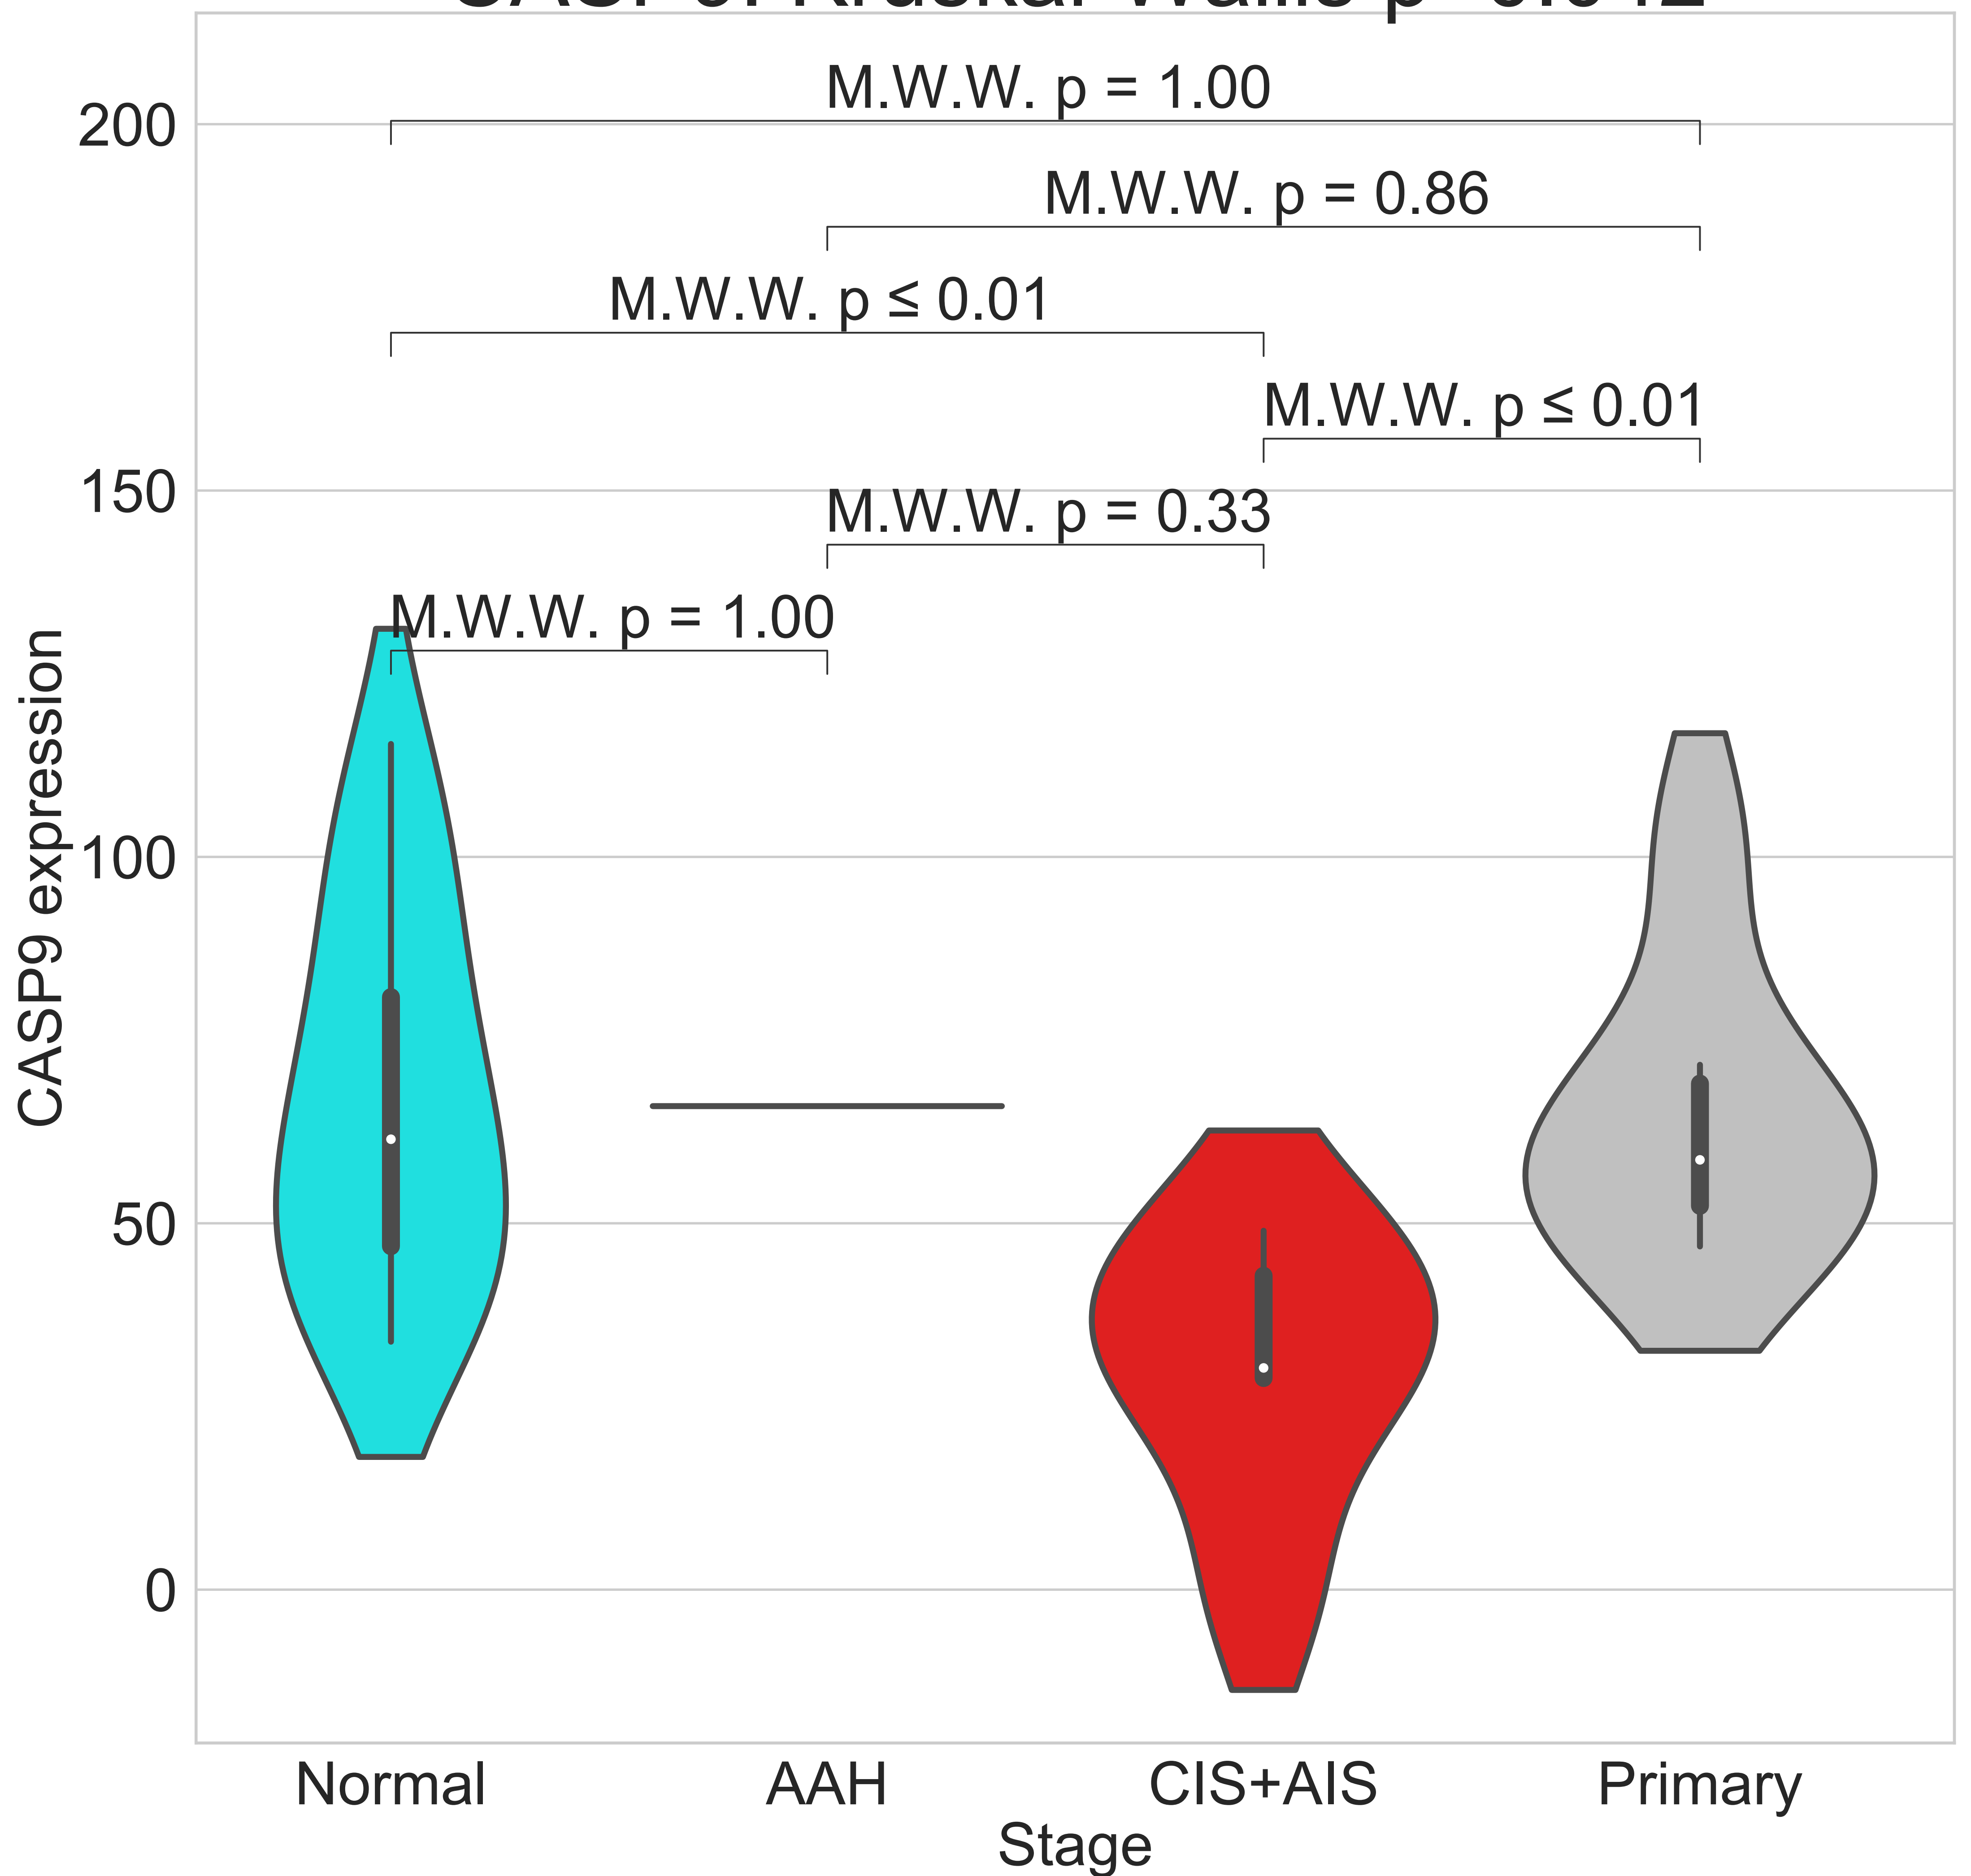 M.W.W. p = 1.00
200
M.W.W. p = 0.86
M.W.W. p ≤ 0.01
M.W.W. p ≤ 0.01
150
M.W.W. p = 0.33
M.W.W. p = 1.00
CASP9 expression
100
50
0
Normal AAH CIS+AIS Primary
Stage